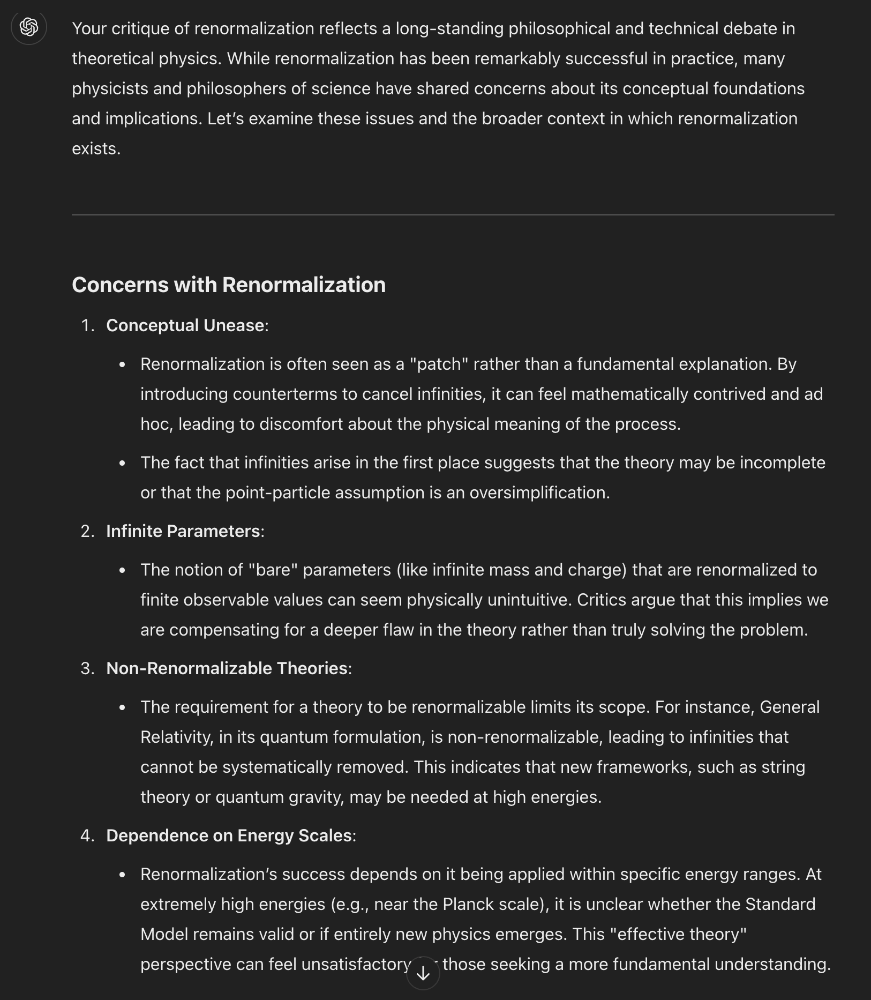 Your critique of renormalization reflects a long-standing philosophical and technical debate in
theoretical physics. While renormalization has been remarkably successful in practice, many
physicists and philosophers of science have shared concerns about its conceptual foundations
and implications. Let’s examine these issues and the broader context in which renormalization
exists.
Concerns with Renormalization
1. Conceptual Unease:
• Renormalization is often seen as a "patch" rather than a fundamental explanation. By
introducing counterterms to cancel infinities, it can feel mathematically contrived and ad
hoc, leading to discomfort about the physical meaning of the process.
• The fact that infinities arise in the first place suggests that the theory may be incomplete
or that the point-particle assumption is an oversimplification.
2. Infinite Parameters:
• The notion of "bare" parameters (like infinite mass and charge) that are renormalized to
finite observable values can seem physically unintuitive. Critics argue that this implies we
are compensating for a deeper flaw in the theory rather than truly solving the problem.
3. Non-Renormalizable Theories:
• The requirement for a theory to be renormalizable limits its scope. For instance, General
Relativity, in its quantum formulation, is non-renormalizable, leading to infinities that
cannot be systematically removed. This indicates that new frameworks, such as string
theory or quantum gravity, may be needed at high energies.
4. Dependence on Energy Scales:
• Renormalization’s success depends on it being applied within specific energy ranges. At
extremely high energies (e.g., near the Planck scale), it is unclear whether the Standard
Model remains valid or if entirely new physics emerges. This "effective theory"
perspective can feel unsatisfactory those seeking a more fundamental understanding.